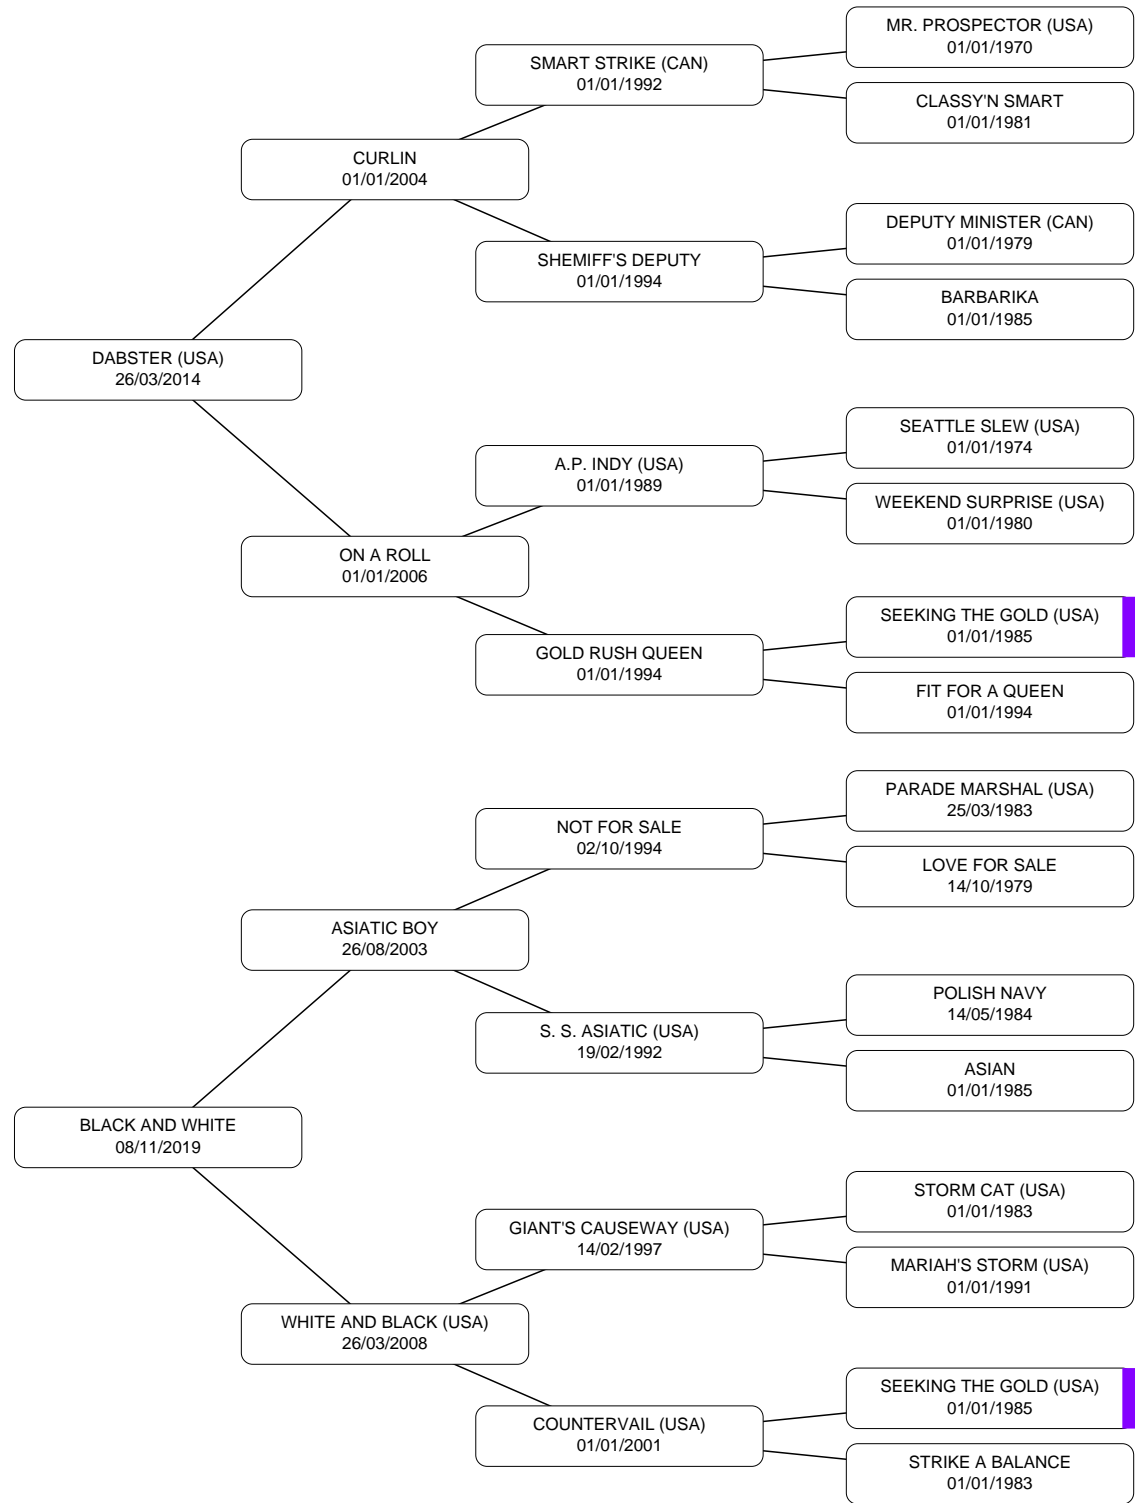 MR. PROSPECTOR (USA)
01/01/1970
SMART STRIKE (CAN)
01/01/1992
CLASSY'N SMART
01/01/1981
CURLIN
01/01/2004
DEPUTY MINISTER (CAN)
01/01/1979
SHEMIFF'S DEPUTY
01/01/1994
BARBARIKA
01/01/1985
DABSTER (USA)
26/03/2014
SEATTLE SLEW (USA)
01/01/1974
A.P. INDY (USA)
01/01/1989
WEEKEND SURPRISE (USA)
01/01/1980
ON A ROLL
01/01/2006
SEEKING THE GOLD (USA)
01/01/1985
GOLD RUSH QUEEN
01/01/1994
FIT FOR A QUEEN
01/01/1994
PARADE MARSHAL (USA)
25/03/1983
NOT FOR SALE
02/10/1994
LOVE FOR SALE
14/10/1979
ASIATIC BOY
26/08/2003
POLISH NAVY
14/05/1984
S. S. ASIATIC (USA)
19/02/1992
ASIAN
01/01/1985
BLACK AND WHITE
08/11/2019
STORM CAT (USA)
01/01/1983
GIANT'S CAUSEWAY (USA)
14/02/1997
MARIAH'S STORM (USA)
01/01/1991
WHITE AND BLACK (USA)
26/03/2008
SEEKING THE GOLD (USA)
01/01/1985
COUNTERVAIL (USA)
01/01/2001
STRIKE A BALANCE
01/01/1983